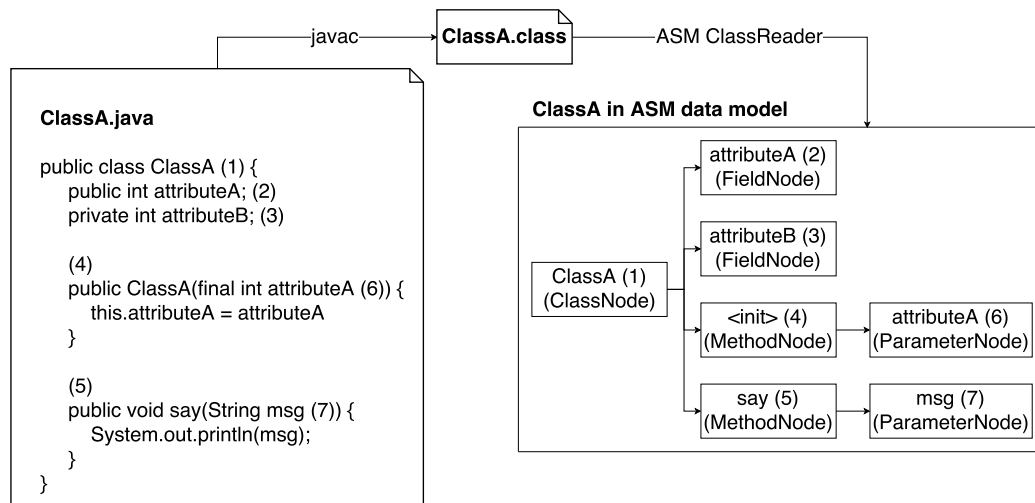 javac
ClassA.class
ASM ClassReader
ClassA.java
public class ClassA (1) {
public int attributeA; (2)
private int attributeB; (3)
(4)
public ClassA(final int attributeA (6)) {
this.attributeA = attributeA
}
(5)
public void say(String msg (7)) {
System.out.println(msg);
}
}
ClassA in ASM data model
attributeA (2)
(FieldNode)
attributeB (3)
(FieldNode)
ClassA (1)
(ClassNode)
<init> (4)
(MethodNode)
attributeA (6)
(ParameterNode)
say (5)
(MethodNode)
msg (7)
(ParameterNode)